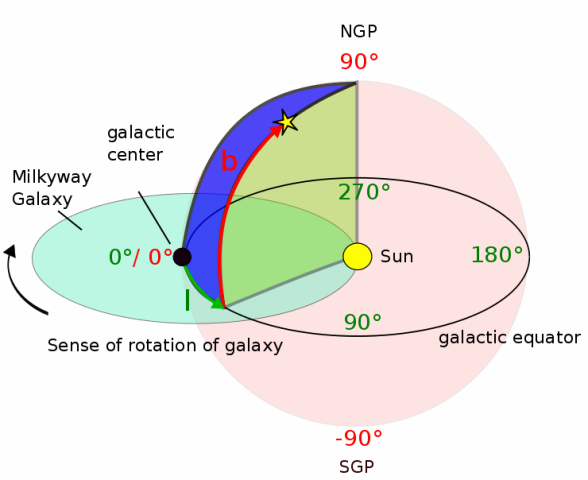 NGP
90°
galactic
center
b
Milkyway
Galaxy
270°
0°/ 0°
Sun
180°
l
90°
Sense of rotation of galaxy
galactic equator
-90°
SGP